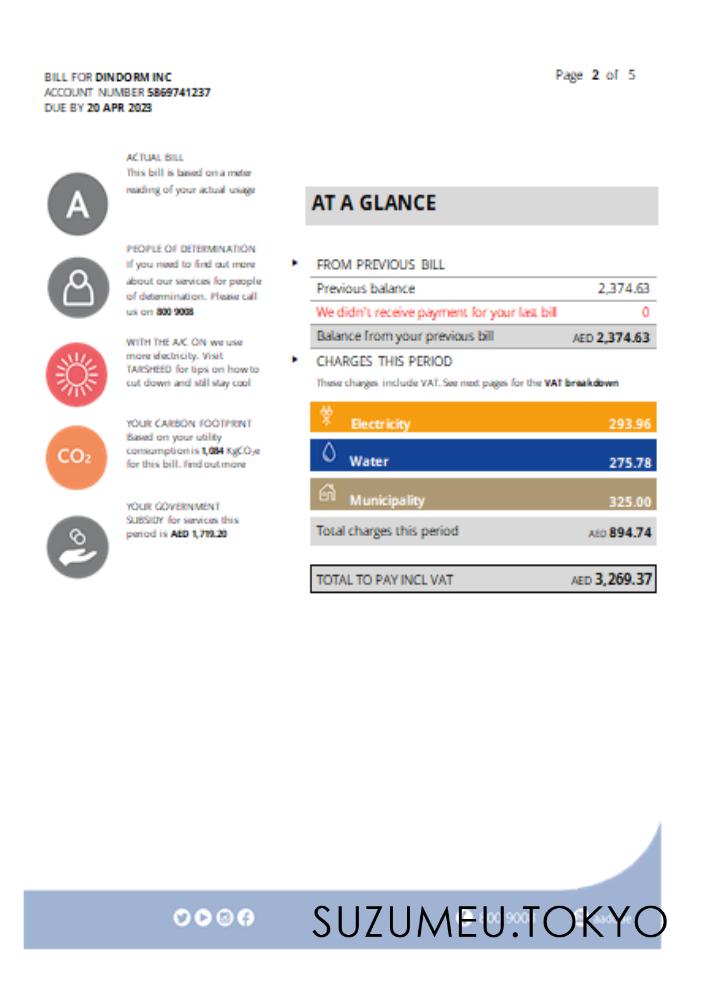 BILL FOR DINDORM INC
ACCOUNT NUMBER 5869741237
DUE BY 20 APR 2023
Page 2 of 5
A
ACTUAL BILL
This bill is based on a meter
reading of your actual usage
PEOPLE OF DETERMINATION
If you need to find out more
about our services for people
of determination. Please call
us on 800 9008
WITH THE A/C ON we use
more electricity. Visit
TARSHEED for tips on how to
cut down and still stay cool
CO2
YOUR CARBON FOOTPRINT
Based on your utility
consumption is 1,084 KgCO2e
for this bill. Find out more
YOUR GOVERNMENT
SUBSIDY for services this
period is AED 1,719.20
AT A GLANCE
FROM PREVIOUS BILL
Previous balance 2,374.63
We didn't receive payment for your last bill 0
Balance from your previous bill AED 2,374.63
CHARGES THIS PERIOD
These charges include VAT. See next pages for the VAT breakdown
Electricity 293.96
Water 275.78
Municipality 325.00
Total charges this period AED 894.74
TOTAL TO PAY INCL VAT AED 3,269.37
800 9008
SUZUMEU.TOKYO